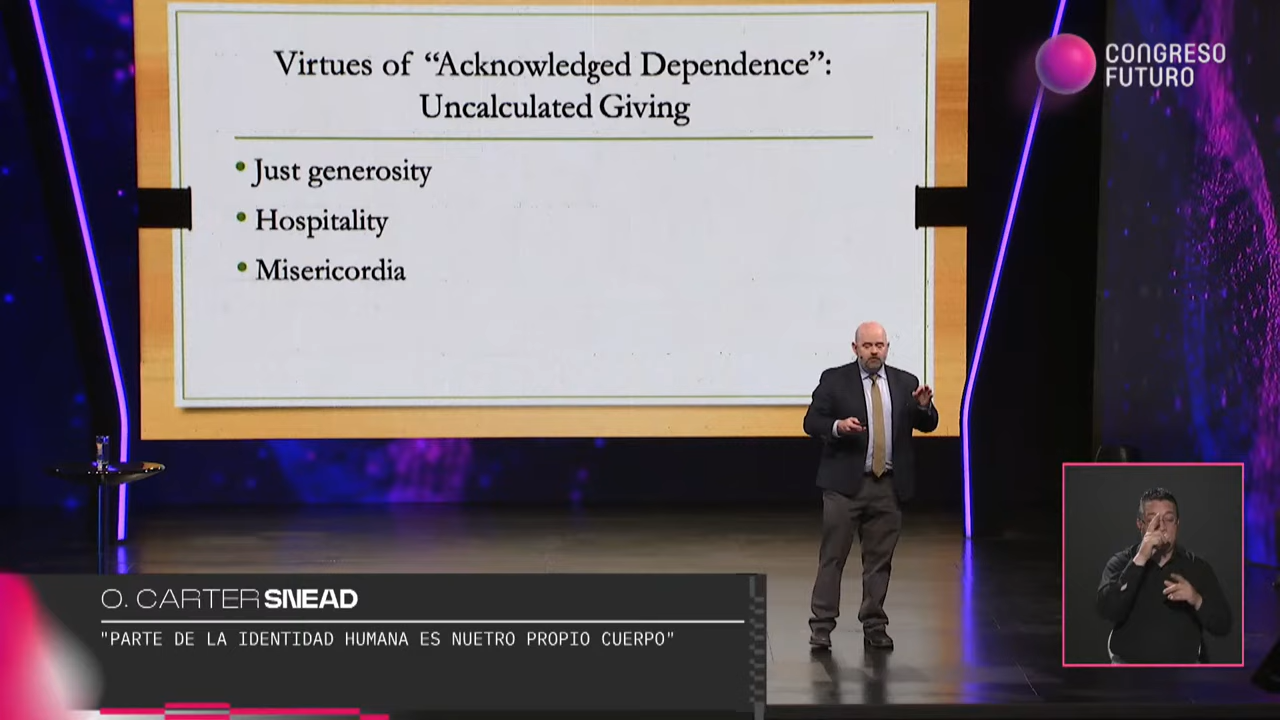 Virtues of “Acknowledged Dependence”:
Uncalculated Giving
• Just generosity
• Hospitality
• Misericordia
CONGRESO
FUTURO
O. CARTER SNEAD
"PARTE DE LA IDENTIDAD HUMANA ES NUETRO PROPIO CUERPO"